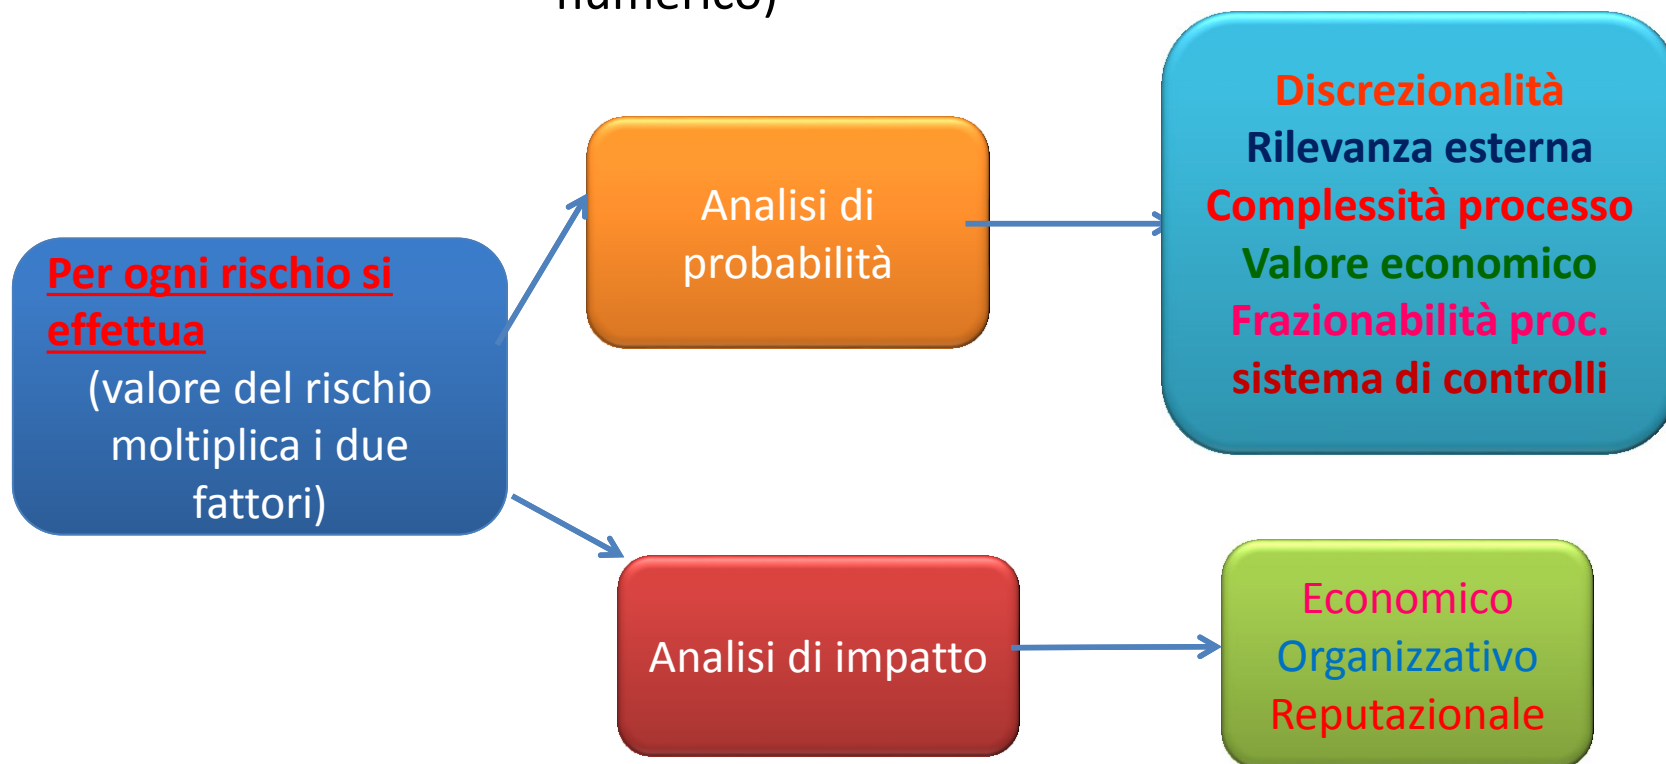 numerico)
Per ogni rischio si
effettua
(valore del rischio
moltiplica i due
fattori)
Analisi di
probabilità
Discrezionalità
Rilevanza esterna
Complessità processo
Valore economico
Frazionabilità proc.
sistema di controlli
Analisi di impatto
Economico
Organizzativo
Reputazionale